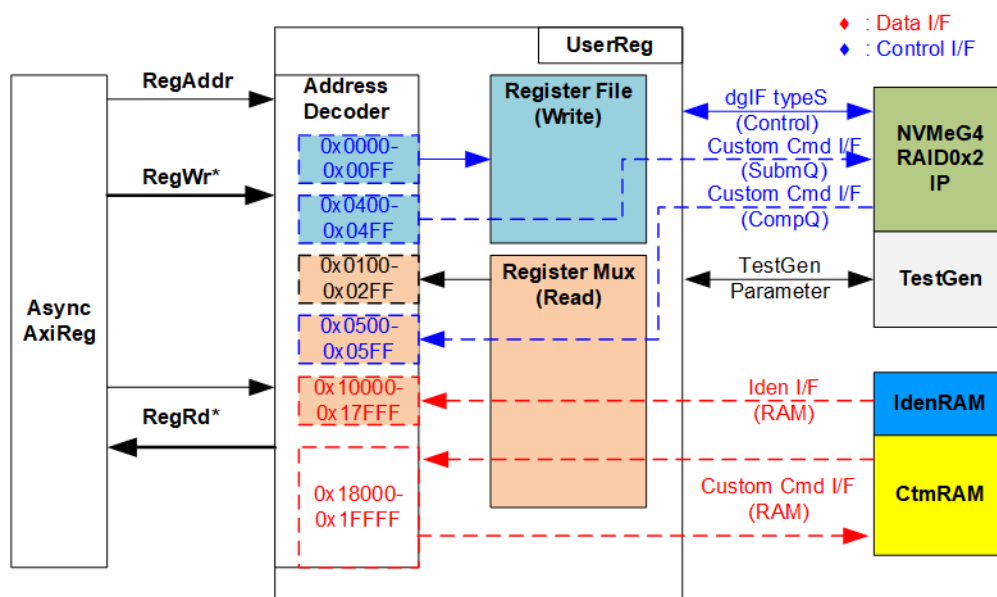 ♦ : Data I/F
♦ : Control I/F
UserReg
RegAddr
Address
Decoder
Register File
(Write)
dgIF typeS
(Control)
NVMeG4
RAID0x2
IP
0x0000-
0x00FF
Custom Cmd I/F
(SubmQ)
RegWr*
0x0400-
0x04FF
Custom Cmd I/F
(CompQ)
0x0100-
0x02FF
Register Mux
(Read)
TestGen
Parameter
TestGen
Async
AxiReg
0x0500-
0x05FF
0x10000-
0x17FFF
Iden I/F
(RAM)
IdenRAM
RegRd*
0x18000-
0x1FFFF
Custom Cmd I/F
(RAM)
CtmRAM